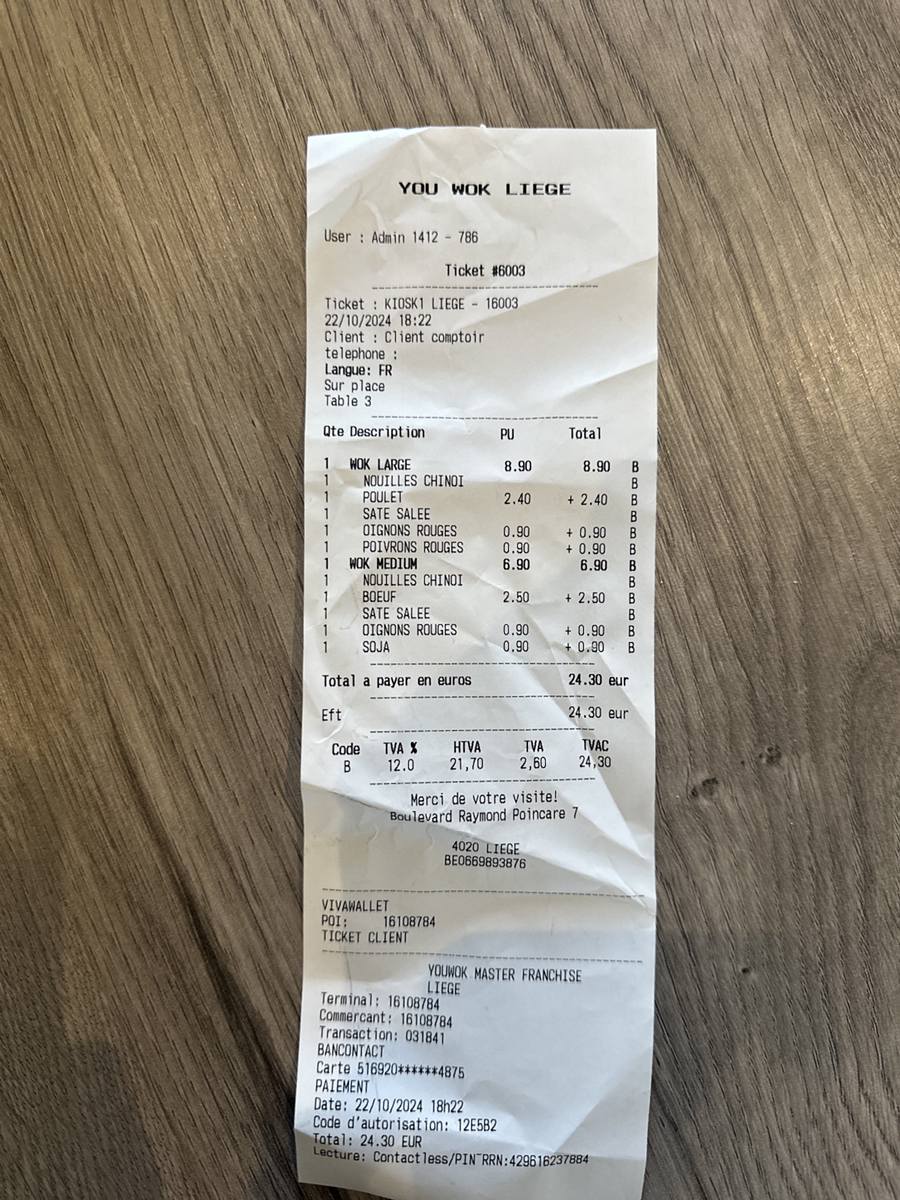 YOU WOK LIEGE
User : Admin 1412 - 786
Ticket #6003
Ticket : KIOSK1 LIEGE - 16003
22/10/2024 18:22
Client : Client comptoir
telephone :
Langue: FR
Sur place
Table 3
Qte Description PU Total
1 WOK LARGE 8.90 8.90 B
1 NOUILLES CHINOI B
1 POULET 2.40 + 2.40 B
1 SATE SALEE B
1 OIGNONS ROUGES 0.90 + 0.90 B
1 POIVRONS ROUGES 0.90 + 0.90 B
1 WOK MEDIUM 6.90 6.90 B
1 NOUILLES CHINOI B
1 BOEUF 2.50 + 2.50 B
1 SATE SALEE B
1 OIGNONS ROUGES 0.90 + 0.90 B
1 SOJA 0.90 + 0.90 B
Total a payer en euros 24.30 eur
Eft 24.30 eur
Code TVA % HTVA TVA TVAC
B 12.0 21,70 2,60 24,30
Merci de votre visite!
Boulevard Raymond Poincare 7
4020 LIEGE
BE0669893876
VIVAWALLET
POI: 16108784
TICKET CLIENT
YOUWOK MASTER FRANCHISE
LIEGE
Terminal: 16108784
Commercant: 16108784
Transaction: 031841
BANCONTACT
Carte 516920******4875
PAIEMENT
Date: 22/10/2024 18h22
Code d'autorisation: 12E5B2
Total: 24.30 EUR
Lecture: Contactless/PIN~RRN:429616237884